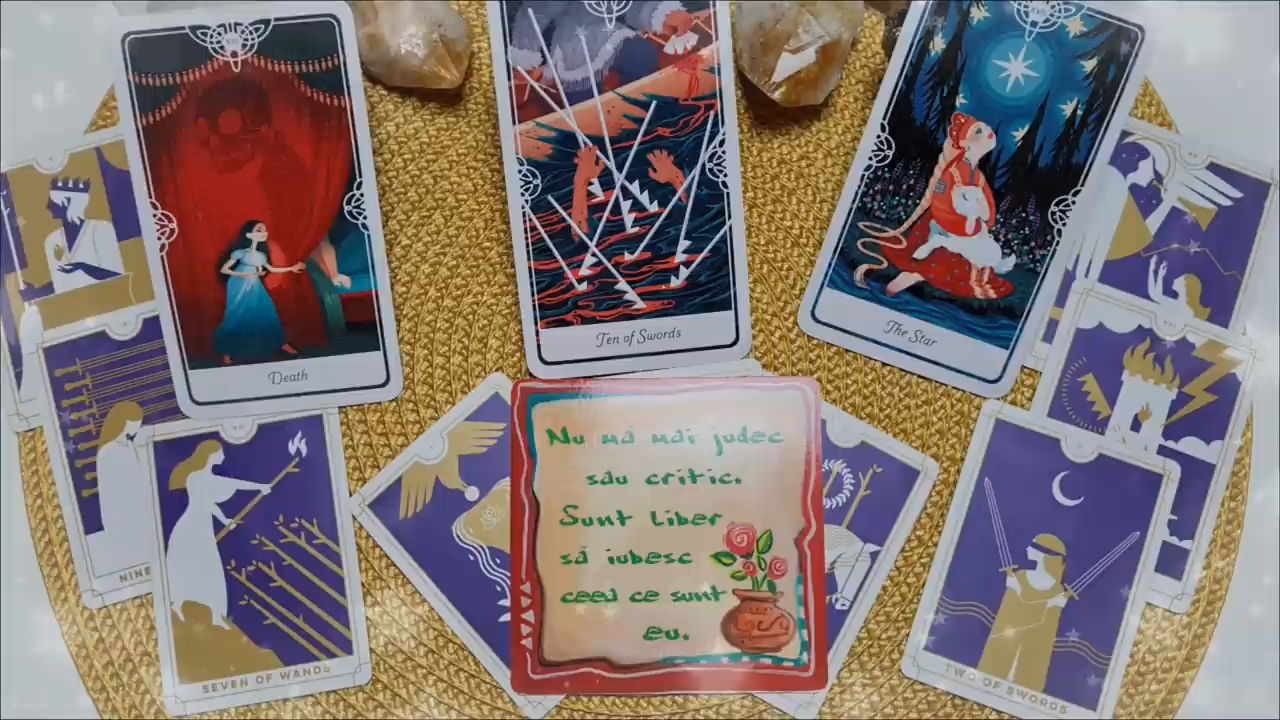 Death
Ten of Swords
The Star
NINE
SEVEN OF WANDS
TWO OF SWORDS
Nu mă mai judec
sau critic.
Sunt liber
să iubesc
ceea ce sunt
eu.